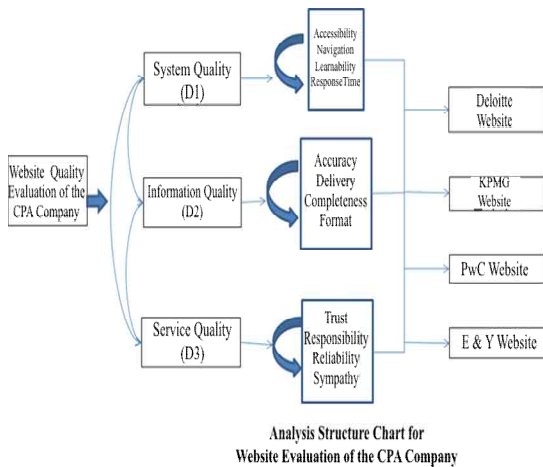 Website Quality
Evaluation of the
CPA Company
System Quality
(D1)
Information Quality
(D2)
Service Quality
(D3)
Accessibility
Navigation
Learnability
ResponseTime
Accuracy
Delivery
Completeness
Format
Trust
Responsibility
Reliability
Sympathy
Deloitte
Website
KPMG
Website
PwC Website
E & Y Website
Analysis Structure Chart for
Website Evaluation of the CPA Company